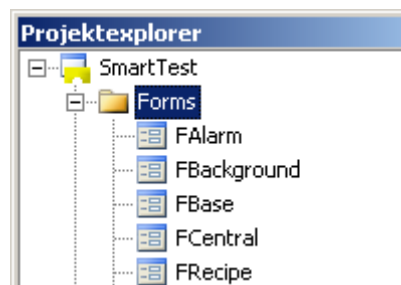 Projektexplorer
SmartTest
Forms
FAlarm
FBackground
FBase
FCentral
FRecipe